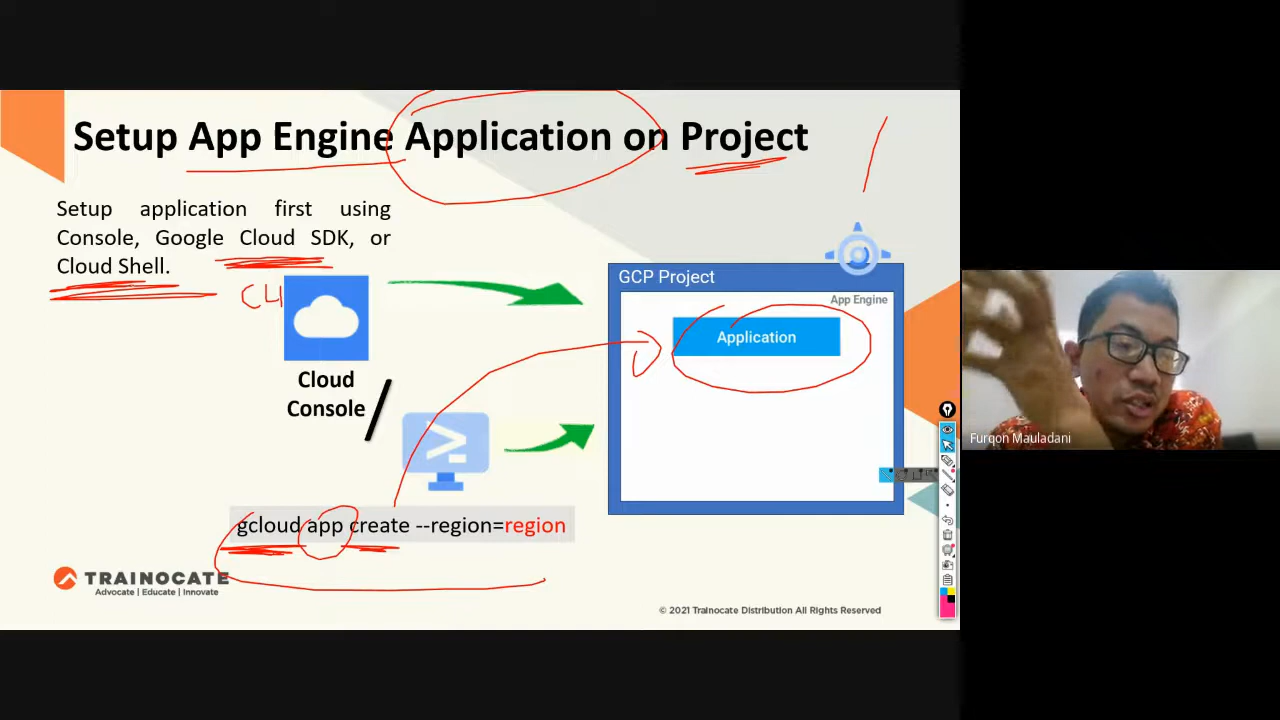 Setup App Engine Application on Project
Setup application first using
Console, Google Cloud SDK, or
Cloud Shell.
Cloud
Console
GCP Project
App Engine
Application
gcloud app create --region=region
TRAINOCATE
Advocate | Educate | Innovate
© 2021 Trainocate Distribution All Rights Reserved
Furqon Mauladani